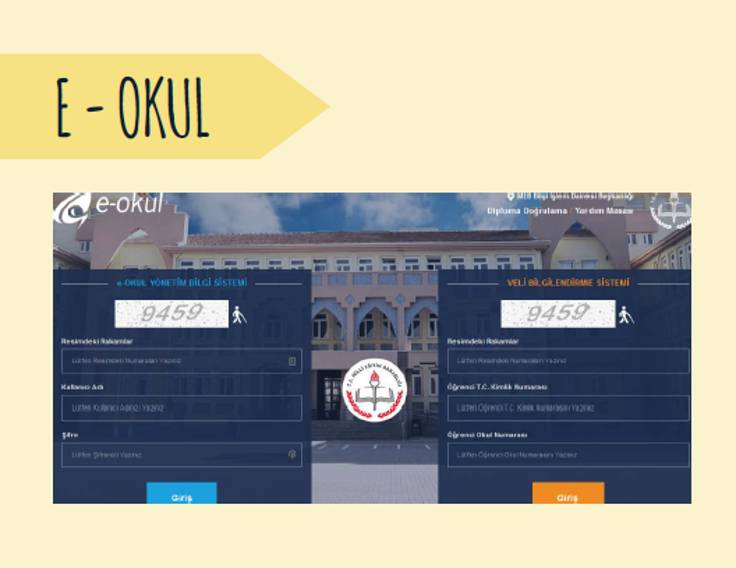 E - OKUL
e-okul
MEB Bilgi İşlem Dairesi Başkanlığı
Diploma Doğrulama / Yardım Masası
e-OKUL YÖNETİM BİLGİ SİSTEMİ
9459
Resimdeki Rakamlar
Lütfen Resimdeki Numaraları Yazınız
Kullanıcı Adı
Lütfen Kullanıcı Adınızı Yazınız
Şifre
Lütfen Şifrenizi Yazınız
Giriş
T.C. MİLLÎ EĞİTİM BAKANLIĞI
VELİ BİLGİLENDİRME SİSTEMİ
9459
Resimdeki Rakamlar
Lütfen Resimdeki Numaraları Yazınız
Öğrenci T.C. Kimlik Numarası
Lütfen Öğrenci T.C. Kimlik Numarasını Yazınız
Öğrenci Okul Numarası
Lütfen Öğrenci Okul Numarasını Yazınız
Giriş